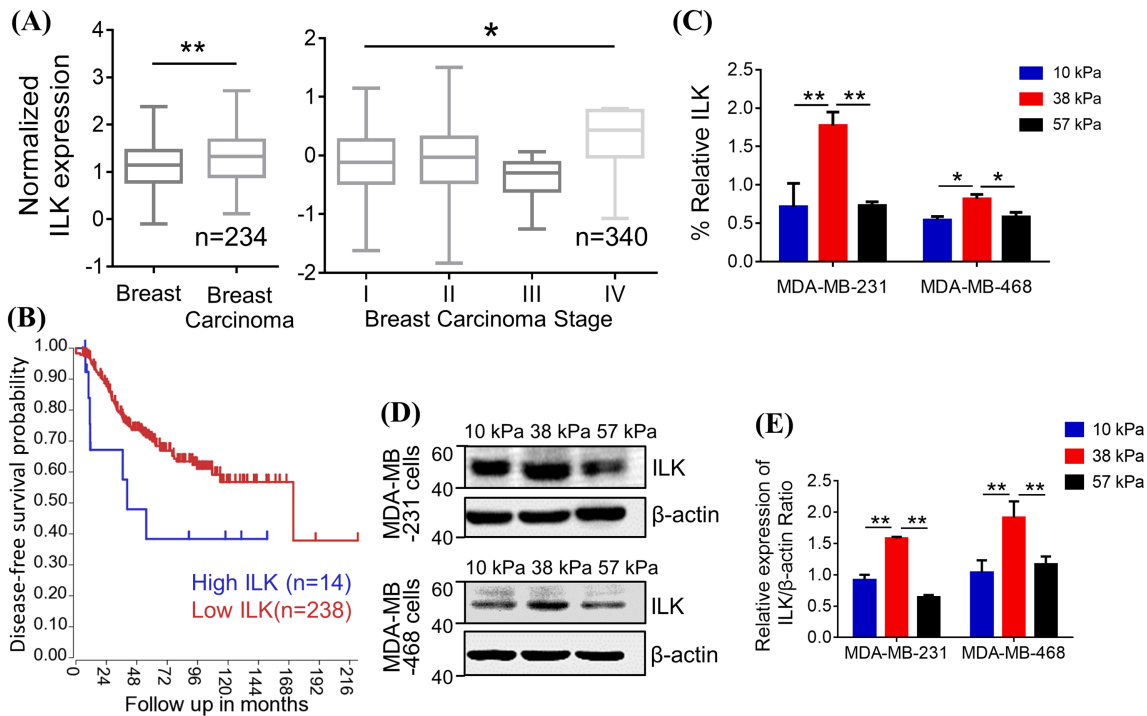 (A)
Normalized
ILK expression
4
3
2
1
0
-1
**
n=234
Breast
Breast
Carcinoma
2
1
0
-1
-2
*
n=340
I II III IV
Breast Carcinoma Stage
(B)
Disease-free survival probability
1.00
0.90
0.80
0.70
0.60
0.50
0.40
0.30
0.20
0.10
0.00
High ILK (n=14)
Low ILK(n=238)
0 24 48 72 96 120 144 168 192 216
Follow up in months
(C)
% Relative ILK
2.5
2.0
1.5
1.0
0.5
0.0
** **
* *
10 kPa
38 kPa
57 kPa
MDA-MB-231 MDA-MB-468
(D)
10 kPa 38 kPa 57 kPa
MDA-MB
-231 cells
60
40
ILK
40
β-actin
10 kPa 38 kPa 57 kPa
MDA-MB
-468 cells
60
40
ILK
40
β-actin
(E)
Relative expression of
ILK/β-actin Ratio
2.5
2.0
1.5
1.0
0.5
0.0
** **
** **
10 kPa
38 kPa
57 kPa
MDA-MB-231 MDA-MB-468